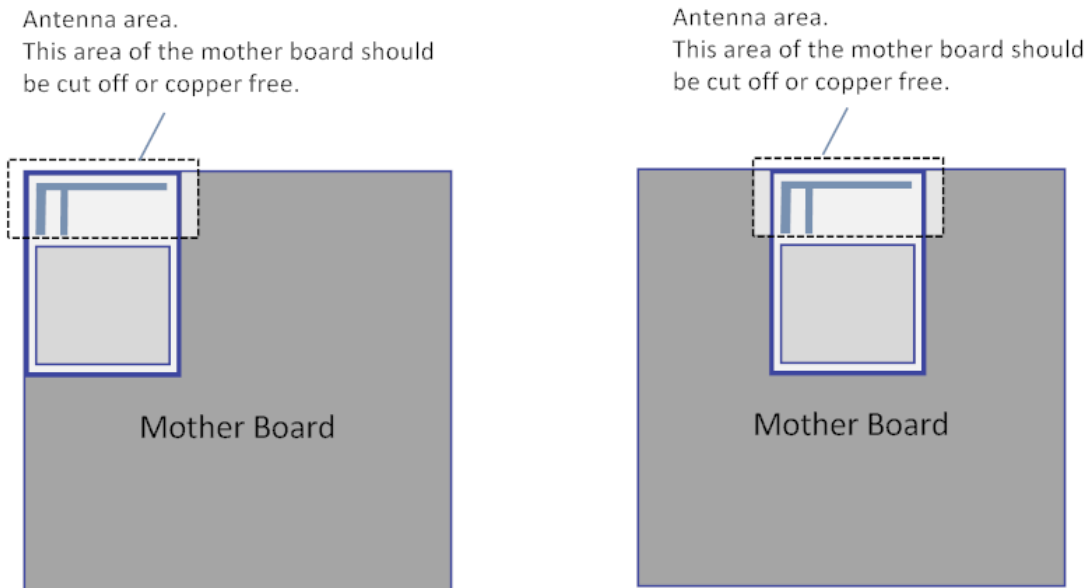 Antenna area.
This area of the mother board should
be cut off or copper free.
Antenna area.
This area of the mother board should
be cut off or copper free.
Mother Board
Mother Board